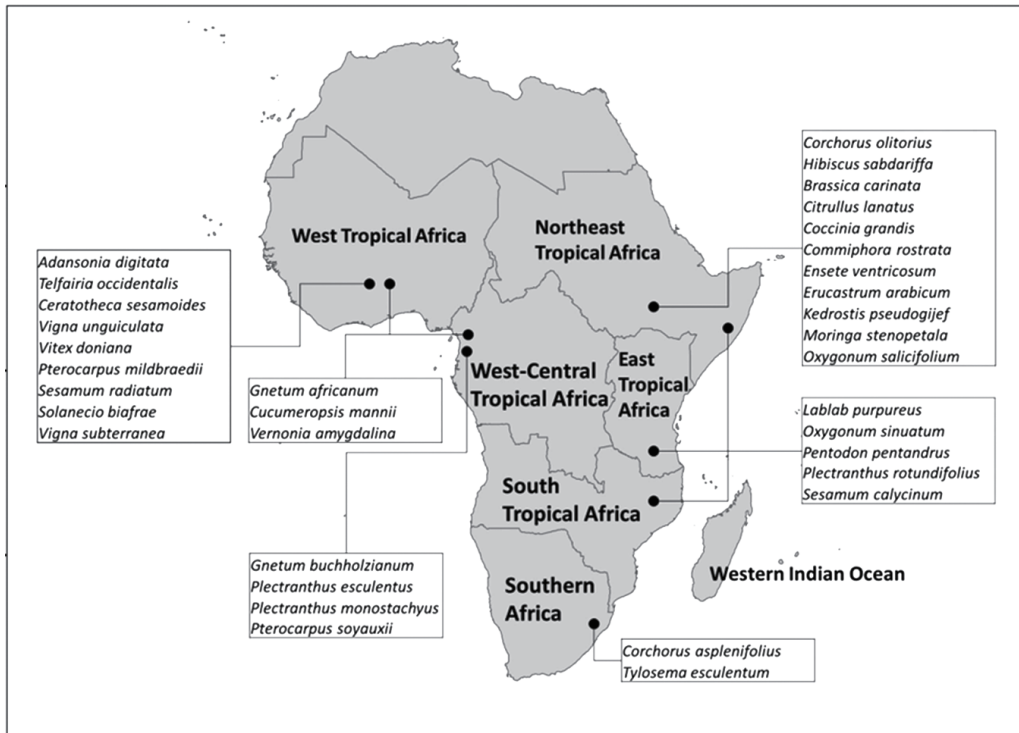 Corchorus olitorius
Hibiscus sabdariffa
Brassica carinata
Citrullus lanatus
Coccinia grandis
Commiphora rostrata
Ensete ventricosum
Erucastrum arabicum
Kedrostis pseudogijef
Moringa stenopetala
Oxygonum salicifolium
West Tropical Africa
Northeast
Tropical Africa
Adansonia digitata
Telfairia occidentalis
Ceratotheca sesamoides
Vigna unguiculata
Vitex doniana
Pterocarpus mildbraedii
Sesamum radiatum
Solanecio biafrae
Vigna subterranea
Gnetum africanum
Cucumeropsis mannii
Vernonia amygdalina
West-Central
Tropical Africa
East
Tropical
Africa
Lablab purpureus
Oxygonum sinuatum
Pentodon pentandrus
Plectranthus rotundifolius
Sesamum calycinum
South
Tropical Africa
Western Indian Ocean
Gnetum buchholzianum
Plectranthus esculentus
Plectranthus monostachyus
Pterocarpus soyauxii
Southern
Africa
Corchorus asplenifolius
Tylosema esculentum